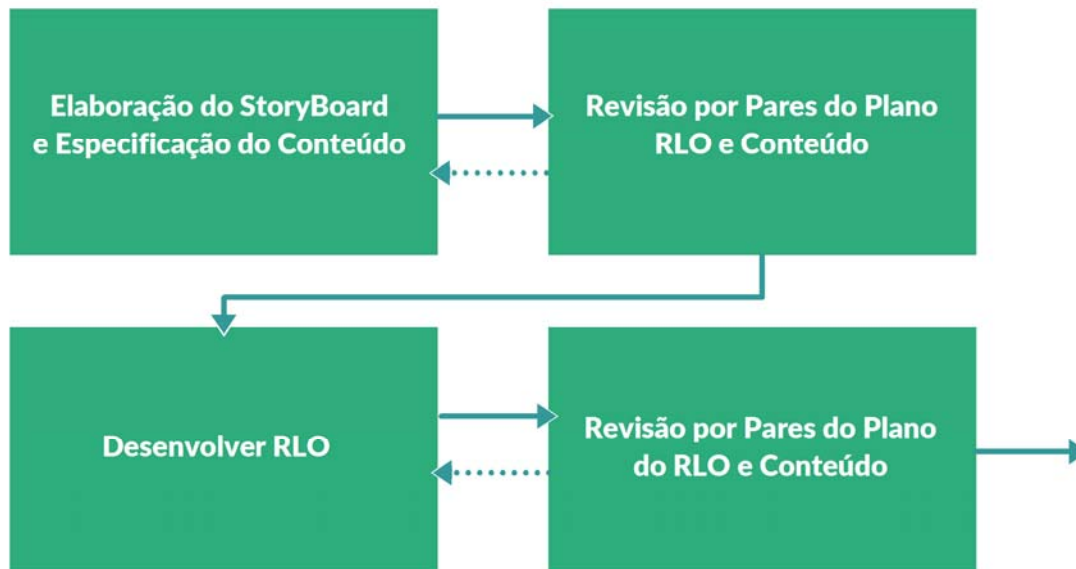 Elaboração do StoryBoard
e Especificação do Conteúdo
Revisão por Pares do Plano
RLO e Conteúdo
Desenvolver RLO
Revisão por Pares do Plano
do RLO e Conteúdo